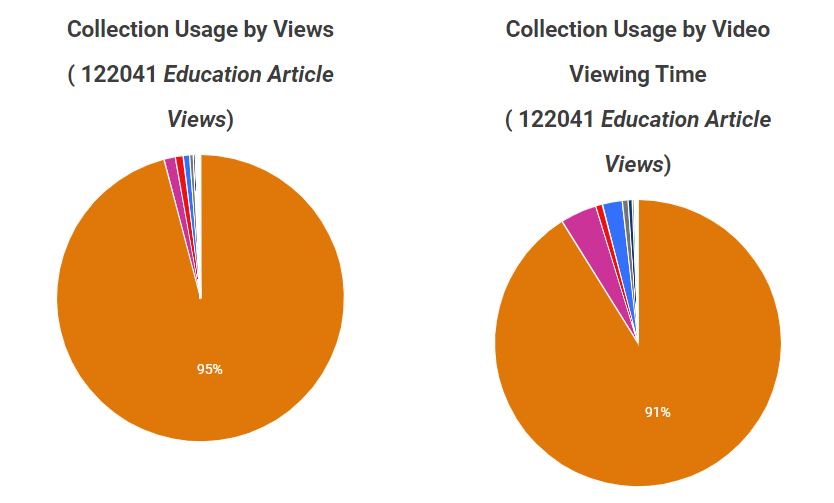 Collection Usage by Views
( 122041 Education Article
Views)
95%
Collection Usage by Video
Viewing Time
( 122041 Education Article
Views)
91%